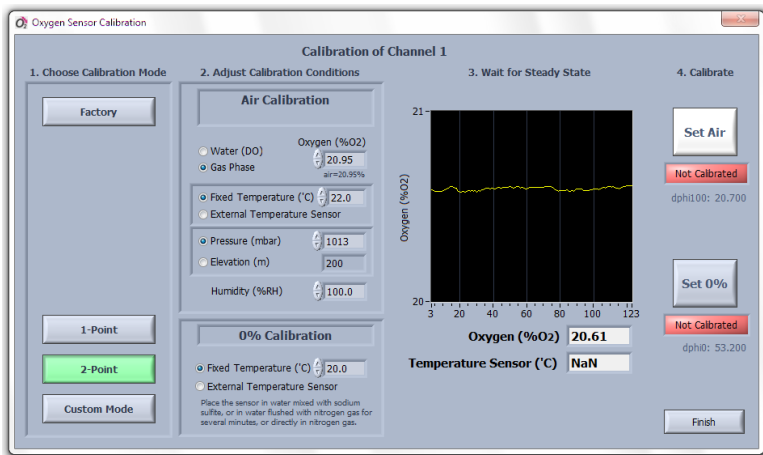 Oxygen Sensor Calibration
Calibration of Channel 1
1. Choose Calibration Mode
Factory
1-Point
2-Point
Custom Mode
2. Adjust Calibration Conditions
Air Calibration
Water (DO)
Gas Phase
Oxygen (%O2)
20.95
air=20.95%
Fixed Temperature (°C) 22.0
External Temperature Sensor
Pressure (mbar) 1013
Elevation (m) 200
Humidity (%RH) 100.0
0% Calibration
Fixed Temperature (°C) 20.0
External Temperature Sensor
Place the sensor in water mixed with sodium
sulfite, or in water flushed with nitrogen gas for
several minutes, or directly in nitrogen gas.
3. Wait for Steady State
21
Oxygen (%O2)
20
3 20 40 60 80 100 123
Oxygen (%O2) 20.61
Temperature Sensor (°C) NaN
4. Calibrate
Set Air
Not Calbrated
dphi100: 20.700
Set 0%
Not Calibrated
dphi0: 53.200
Finish